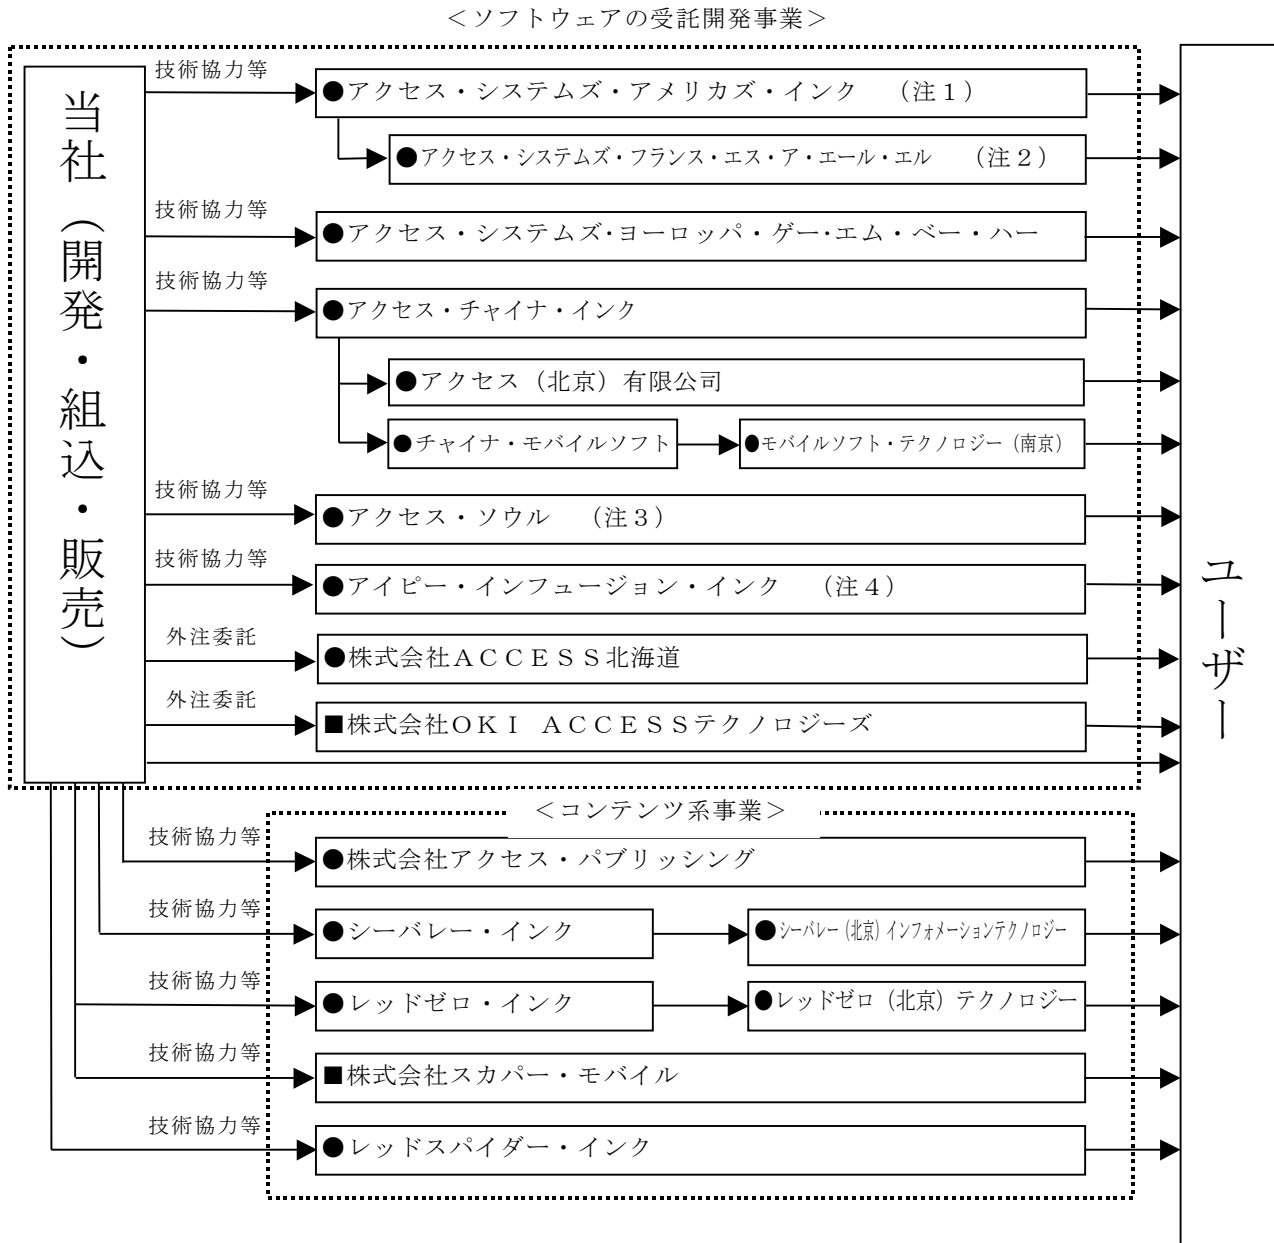 ＜ソフトウェアの受託開発事業＞
当社（開発・組込・販売）
技術協力等
●アクセス・システムズ・アメリカズ・インク　（注１）
●アクセス・システムズ・フランス・エス・ア・エール・エル　（注２）
技術協力等
●アクセス・システムズ・ヨーロッパ・ゲー・エム・ベー・ハー
技術協力等
●アクセス・チャイナ・インク
●アクセス（北京）有限公司
●チャイナ・モバイルソフト
●モバイルソフト・テクノロジー（南京）
技術協力等
●アクセス・ソウル　（注３）
技術協力等
●アイピー・インフュージョン・インク　（注４）
外注委託
●株式会社ＡＣＣＥＳＳ北海道
外注委託
■株式会社ＯＫＩ　ＡＣＣＥＳＳテクノロジーズ
ユーザー
＜コンテンツ系事業＞
技術協力等
●株式会社アクセス・パブリッシング
技術協力等
●シーバレー・インク
●シーバレー（北京）インフォメーションテクノロジー
技術協力等
●レッドゼロ・インク
●レッドゼロ（北京）テクノロジー
技術協力等
■株式会社スカパー・モバイル
技術協力等
●レッドスパイダー・インク